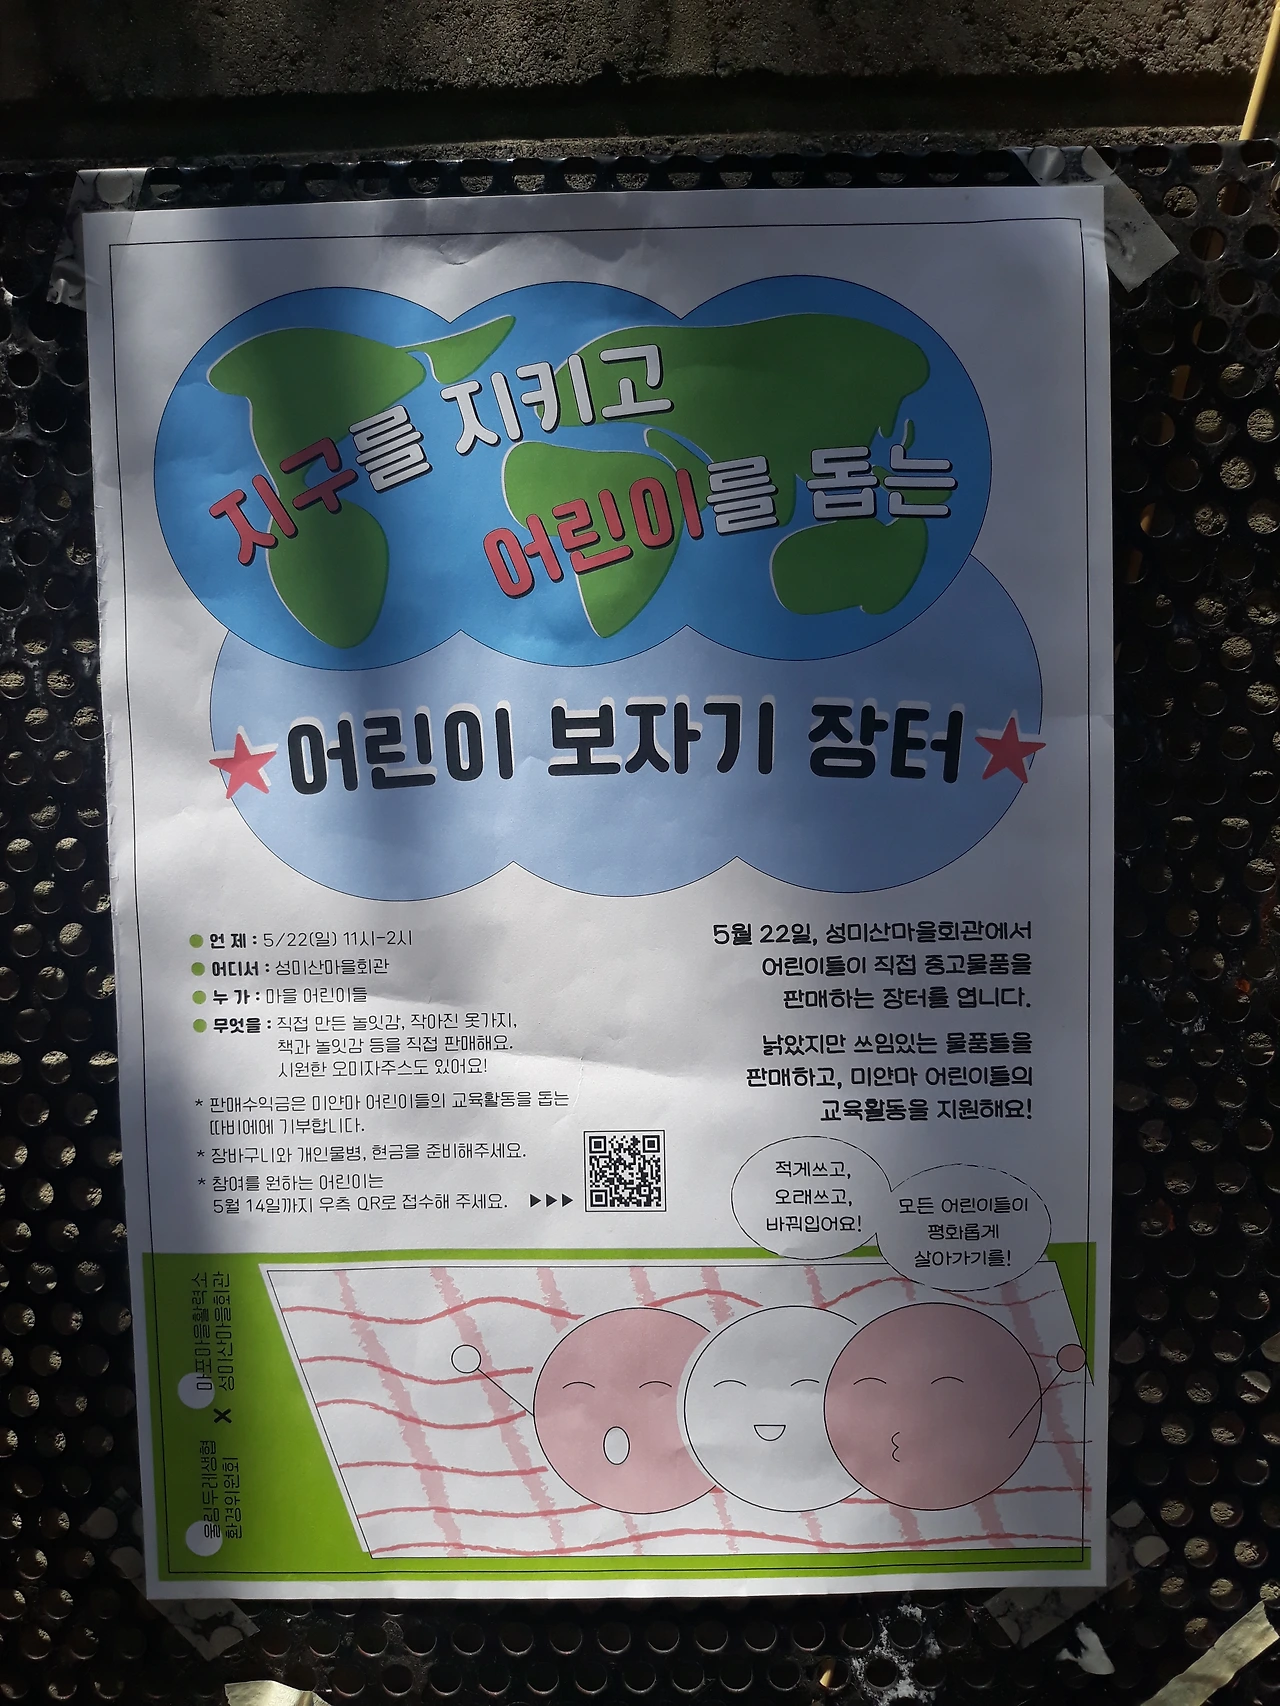 지구를 지키고
어린이를 돕는
어린이 보자기 장터
언 제 : 5/22(일) 11시-2시
어디서 : 성미산마을회관
누 가 : 마을 어린이들
무엇을 : 직접 만든 놀잇감, 작아진 옷가지,
책과 놀잇감 등을 직접 판매해요.
시원한 오미자주스도 있어요!
* 판매수익금은 미얀마 어린이들의 교육활동을 돕는
따비에에 기부합니다.
* 장바구니와 개인물병, 현금을 준비해주세요.
* 참여를 원하는 어린이는
5월 14일까지 우측 QR로 접수해 주세요. ▶▶▶
5월 22일, 성미산마을회관에서
어린이들이 직접 중고물품을
판매하는 장터를 엽니다.
낡았지만 쓰임있는 물품들을
판매하고, 미얀마 어린이들의
교육활동을 지원해요!
적게쓰고,
오래쓰고,
바꿔입어요!
모든 어린이들이
평화롭게
살아가기를!
울림두레생협
환경위원회
X
마포마을활력소
성미산마을회관